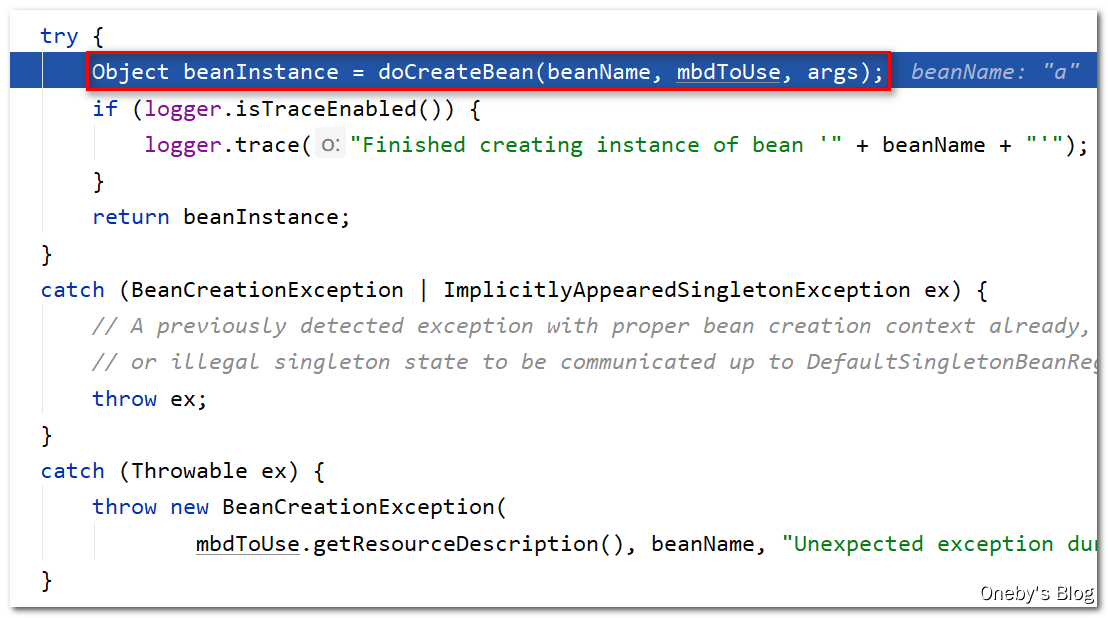 try {
Object beanInstance = doCreateBean(beanName, mbdToUse, args); beanName: "a"
if (logger.isTraceEnabled()) {
logger.trace( o: "Finished creating instance of bean '" + beanName + "'");
}
return beanInstance;
}
catch (BeanCreationException | ImplicitlyAppearedSingletonException ex) {
// A previously detected exception with proper bean creation context already,
// or illegal singleton state to be communicated up to DefaultSingletonBeanReg
throw ex;
}
catch (Throwable ex) {
throw new BeanCreationException(
mbdToUse.getResourceDescription(), beanName, "Unexpected exception dur
}
Oneby's Blog